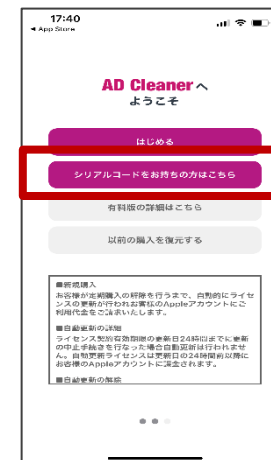 17:40
◀ App Store
AD Cleanerへ
ようこそ
はじめる
シリアルコードをお持ちの方はこちら
有料版の詳細はこちら
以前の購入を復元する
■新規購入
お客様が定期購入の解除を行うまで、自動的にライセ
ンスの更新が行われお客様のAppleアカウントにご
利用代金をご請求いたします。
■自動更新の詳細
ライセンス契約有効期限の更新日24時間までに更新
の中止手続きを行なった場合自動更新は行われませ
ん。自動更新ライセンスは更新日の24時間前以降に
お客様のAppleアカウントに課金されます。
■自動更新の解除